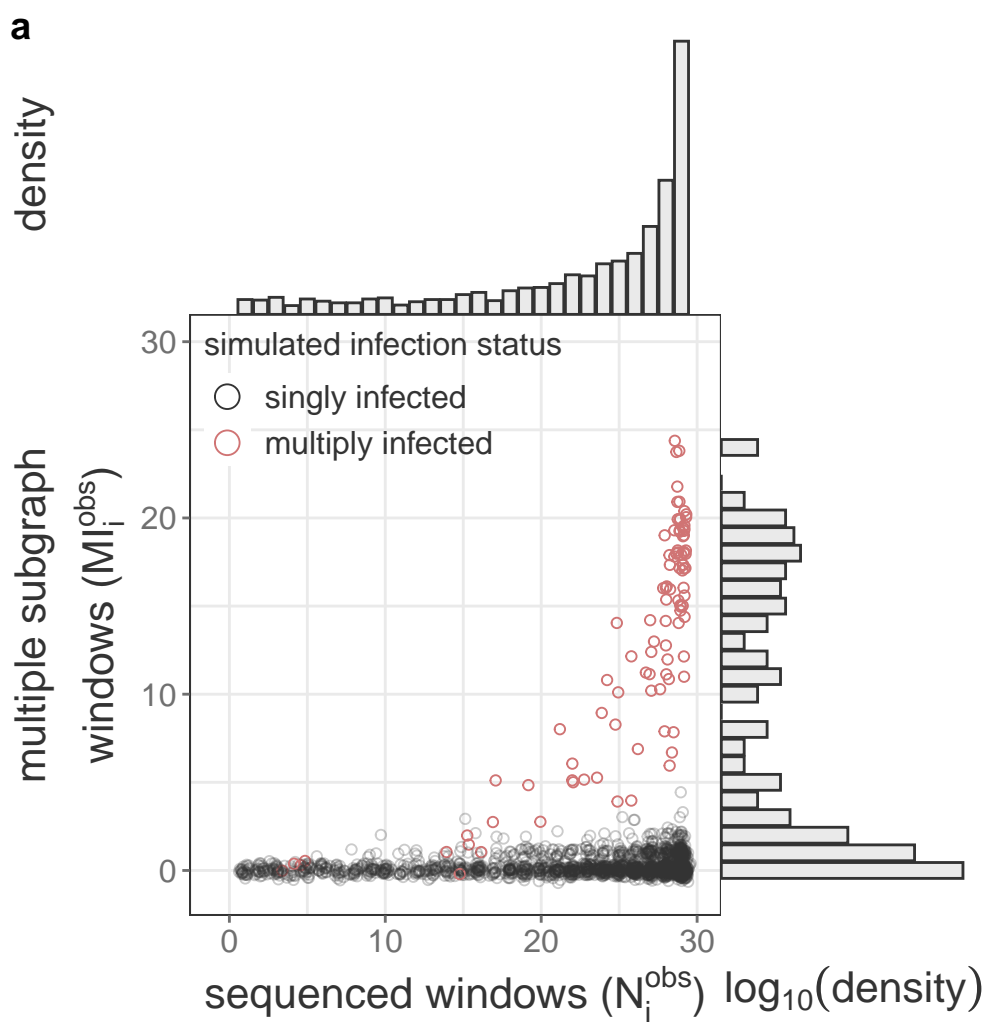 a
density
30
simulated infection status
singly infected
multiply infected
multiple subgraph
windows (MI_i^obs)
20
10
0
0 10 20 30
sequenced windows (N_i^obs)
log₁₀(density)